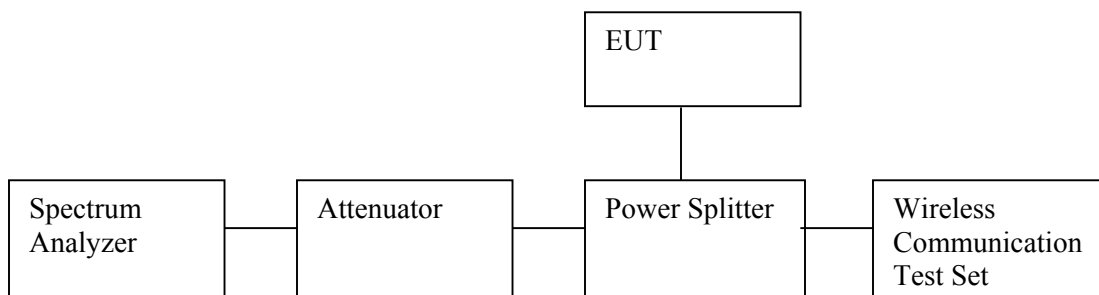 EUT
Spectrum
Analyzer
Attenuator
Power Splitter
Wireless
Communication
Test Set